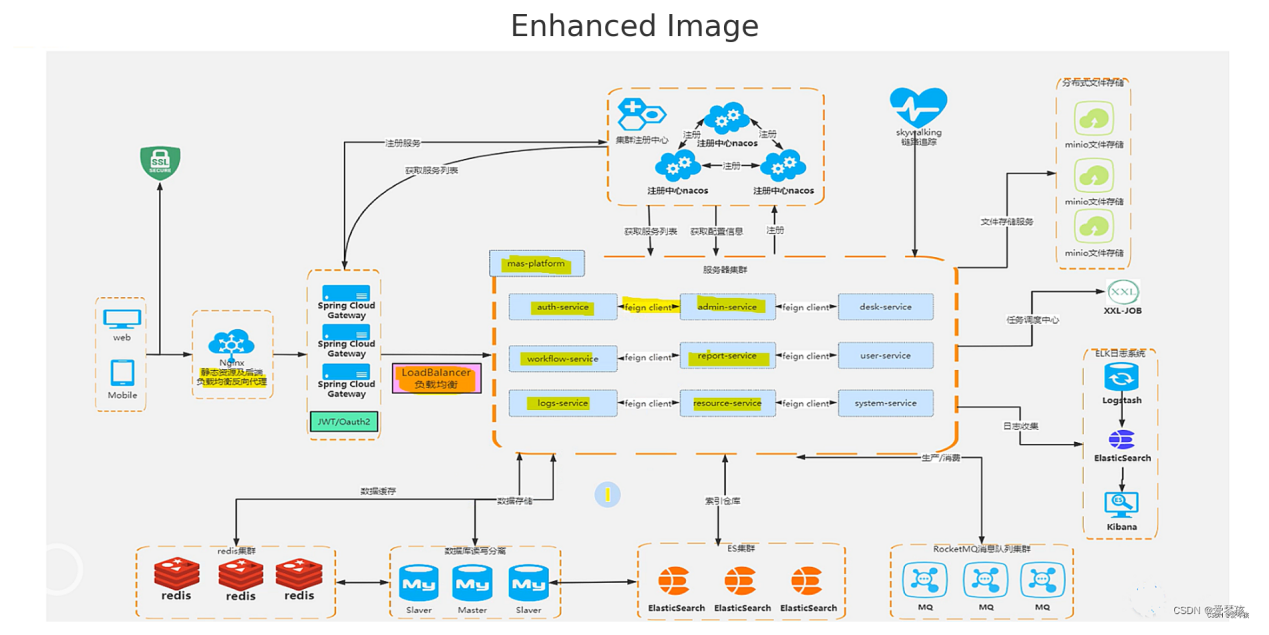 Enhanced Image
分布式文件存储
minio文件存储
minio文件存储
minio文件存储
集群注册中心
注册
注册
注册
注册中心nacos
注册中心nacos
注册中心nacos
skywalking
链路追踪
注册服务
获取服务列表
SSL
SECURE
获取服务列表
获取配置信息
注册
文件存储服务
mas-platform
服务器集群
auth-service
feign client
admin-service
feign client
desk-service
workflow-service
feign client
report-service
feign client
user-service
logs-service
feign client
resource-service
feign client
system-service
XXL
XXL-JOB
任务调度中心
web
Mobile
Nginx
静态资源及后端
负载均衡反向代理
Spring Cloud
Gateway
Spring Cloud
Gateway
Spring Cloud
Gateway
JWT/Oauth2
LoadBalancer
负载均衡
ELK日志系统
Logstash
ElasticSearch
Kibana
日志收集
生产/消费
数据缓存
数据存储
索引仓库
redis集群
redis
redis
redis
数据库读写分离
My
My
My
Slaver
Master
Slaver
ES集群
ElasticSearch
ElasticSearch
ElasticSearch
RocketMQ消息队列集群
MQ
MQ
MQ